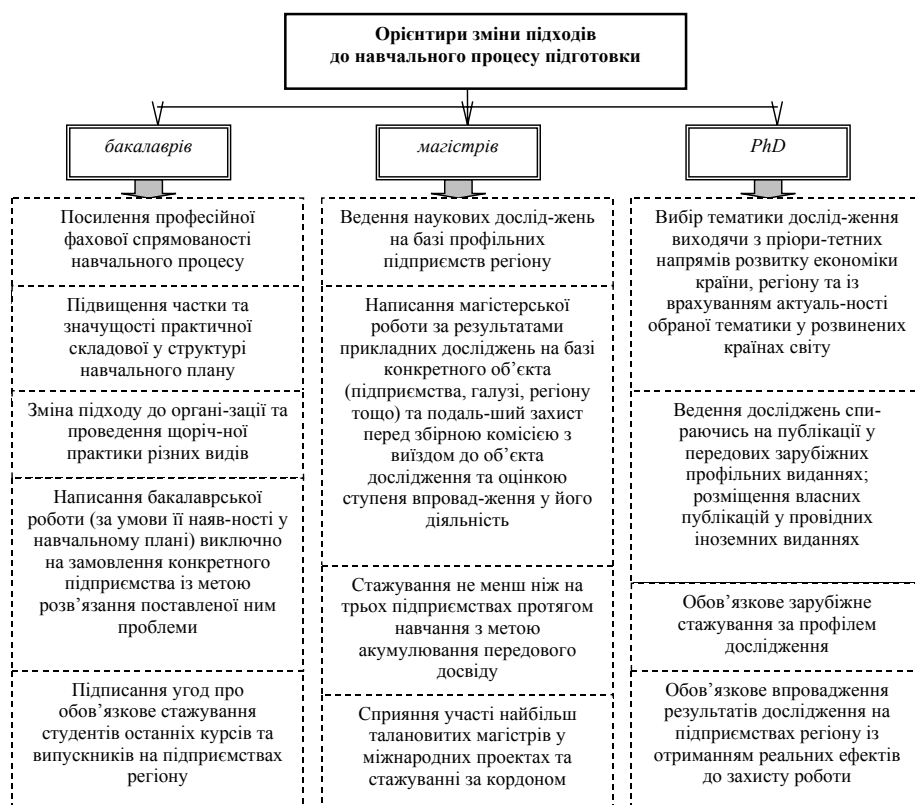 Орієнтири зміни підходів
до навчального процесу підготовки
бакалаврів
Посилення професійної
фахової спрямованості
навчального процесу
Підвищення частки та
значущості практичної
складової у структурі
навчального плану
Зміна підходу до органі-зації та
проведення щоріч-ної
практики різних видів
Написання бакалаврської
роботи (за умови її наяв-ності у
навчальному плані) виключно
на замовлення конкретного
підприємства із метою
розв’язання поставленої ним
проблеми
Підписання угод про
обов’язкове стажування
студентів останніх курсів та
випускників на підприємствах
регіону
магістрів
Ведення наукових дослід-жень
на базі профільних
підприємств регіону
Написання магістерської
роботи за результатами
прикладних досліджень на базі
конкретного об’єкта
(підприємства, галузі, регіону
тощо) та подаль-ший захист
перед збірною комісією з
виїздом до об’єкта
дослідження та оцінкою
ступеня впровад-ження у його
діяльність
Стажування не менш ніж на
трьох підприємствах протягом
навчання з метою
акумулювання передового
досвіду
Сприяння участі найбільш
талановитих магістрів у
міжнародних проектах та
стажуванні за кордоном
PhD
Вибір тематики дослід-ження
виходячи з пріори-тетних
напрямів розвитку економіки
країни, регіону та із
врахуванням актуаль-ності
обраної тематики у розвинених
країнах світу
Ведення досліджень спи-
раючись на публікації у
передових зарубіжних
профільних виданнях;
розміщення власних
публікацій у провідних
іноземних виданнях
Обов’язкове зарубіжне
стажування за профілем
дослідження
Обов’язкове впровадження
результатів дослідження на
підприємствах регіону із
отриманням реальних ефектів
до захисту роботи